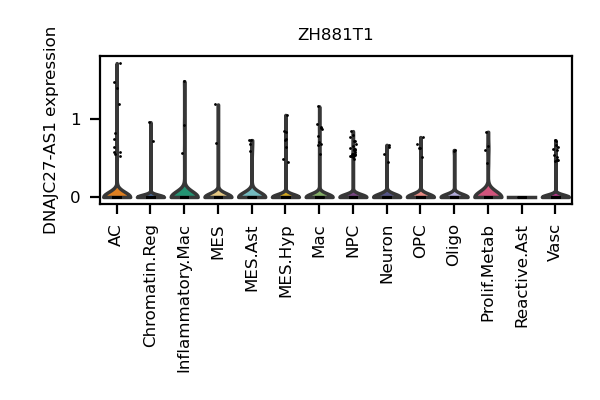 ZH881T1
DNAJC27-AS1 expression
1
0
AC
Chromatin.Reg
Inflammatory.Mac
MES
MES.Ast
MES.Hyp
Mac
NPC
Neuron
OPC
Oligo
Prolif.Metab
Reactive.Ast
Vasc